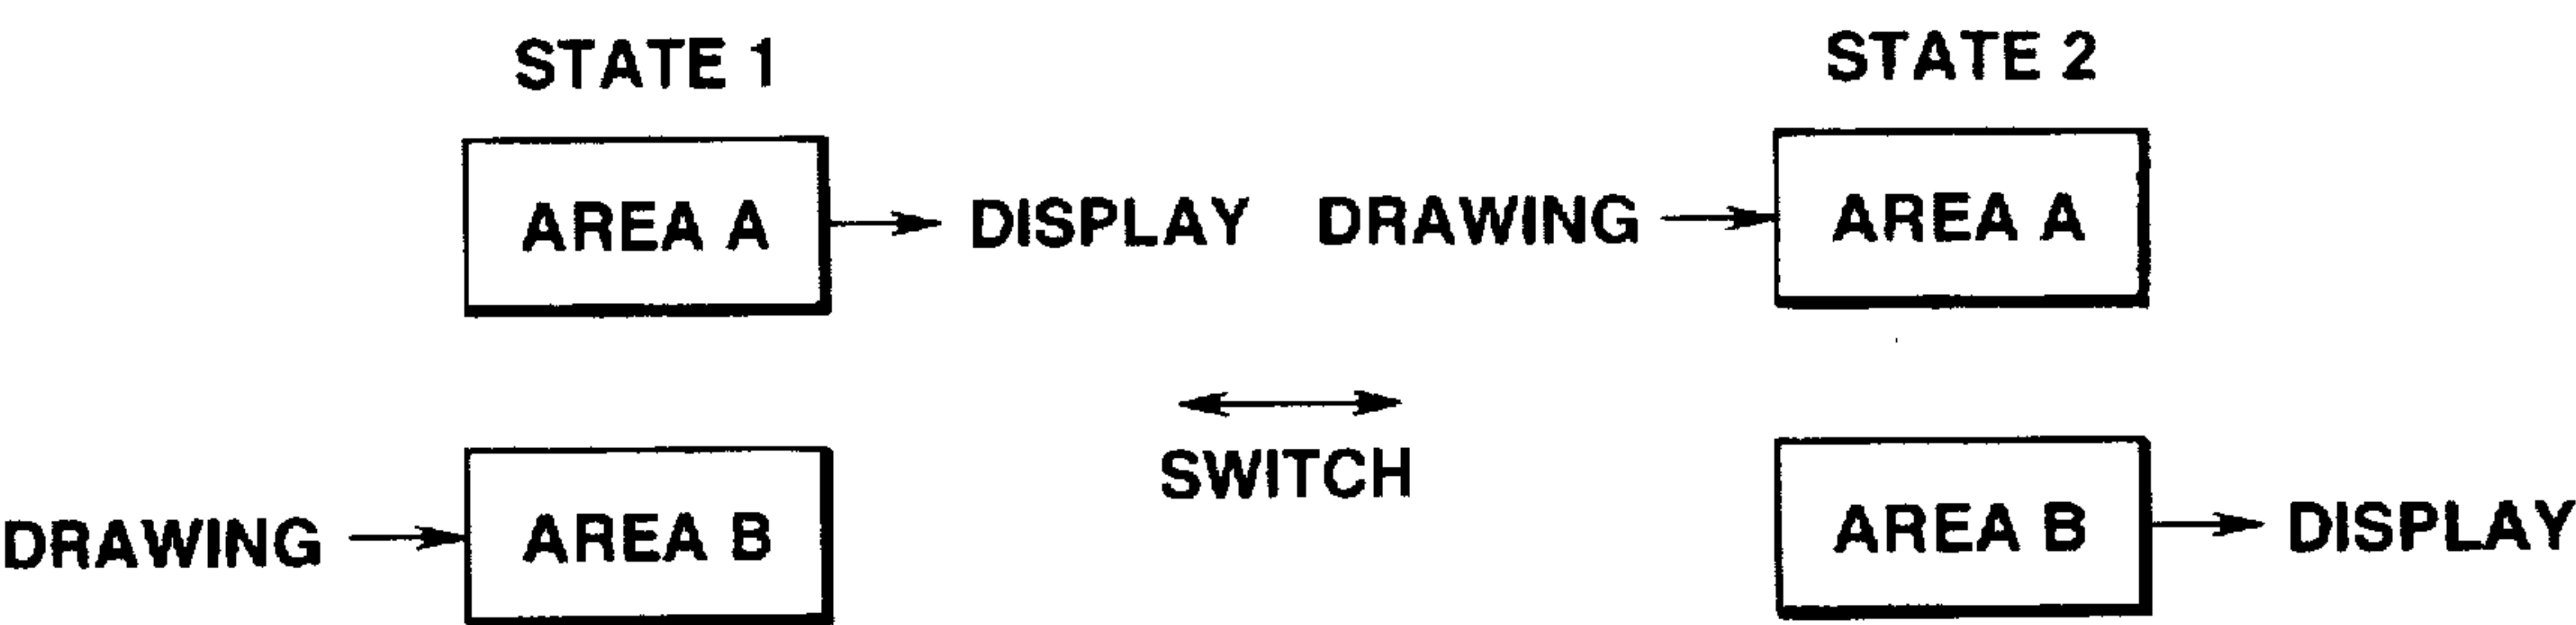 STATE 1
STATE 2
AREA A
DISPLAY
DRAWING
AREA A
SWITCH
DRAWING
AREA B
AREA B
DISPLAY